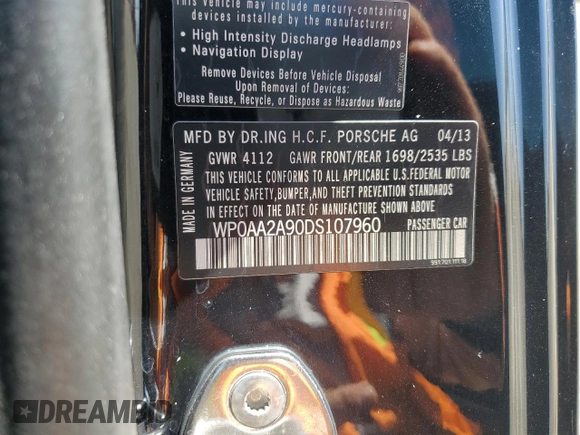 This vehicle may include mercury-containing
devices installed by the manufacturer:
• High Intensity Discharge Headlamps
• Navigation Display
Remove Devices Before Vehicle Disposal
Upon Removal of Devices:
Please Reuse, Recycle, or Dispose as Hazardous Waste
MADE IN GERMANY
MFD BY DR.ING H.C.F. PORSCHE AG 04/13
GVWR 4112 GAWR FRONT/REAR 1698/2535 LBS
THIS VEHICLE CONFORMS TO ALL APPLICABLE U.S.FEDERAL MOTOR
VEHICLE SAFETY,BUMPER,AND THEFT PREVENTION STANDARDS
IN EFFECT ON THE DATE OF MANUFACTURE SHOWN ABOVE.
WP0AA2A90DS107960 PASSENGER CAR
DREAMBID